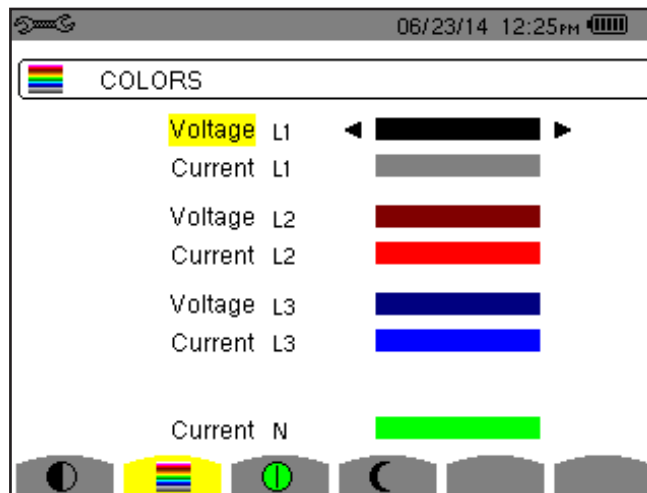 06/23/14 12:25PM
COLORS
Voltage L1
Current L1
Voltage L2
Current L2
Voltage L3
Current L3
Current N